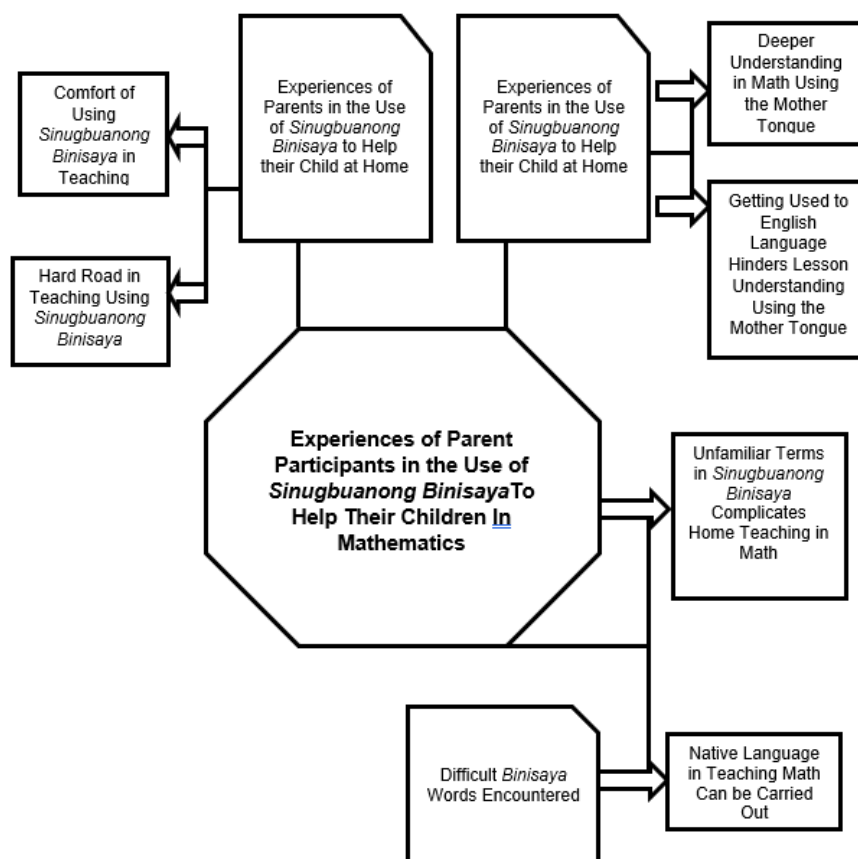 Comfort of
Using
Sinugbuanong
Binisaya in
Teaching
Hard Road in
Teaching Using
Sinugbuanong
Binisaya
Experiences of
Parents in the Use
of Sinugbuanong
Binisaya to Help
their Child at Home
Experiences of
Parents in the Use
of Sinugbuanong
Binisaya to Help
their Child at Home
Deeper
Understanding
in Math Using
the Mother
Tongue
Getting Used to
English
Language
Hinders Lesson
Understanding
Using the
Mother Tongue
Experiences of Parent
Participants in the Use of
Sinugbuanong BinisayaTo
Help Their Children In
Mathematics
Unfamiliar Terms
in Sinugbuanong
Binisaya
Complicates
Home Teaching in
Math
Difficult Binisaya
Words Encountered
Native Language
in Teaching Math
Can be Carried
Out